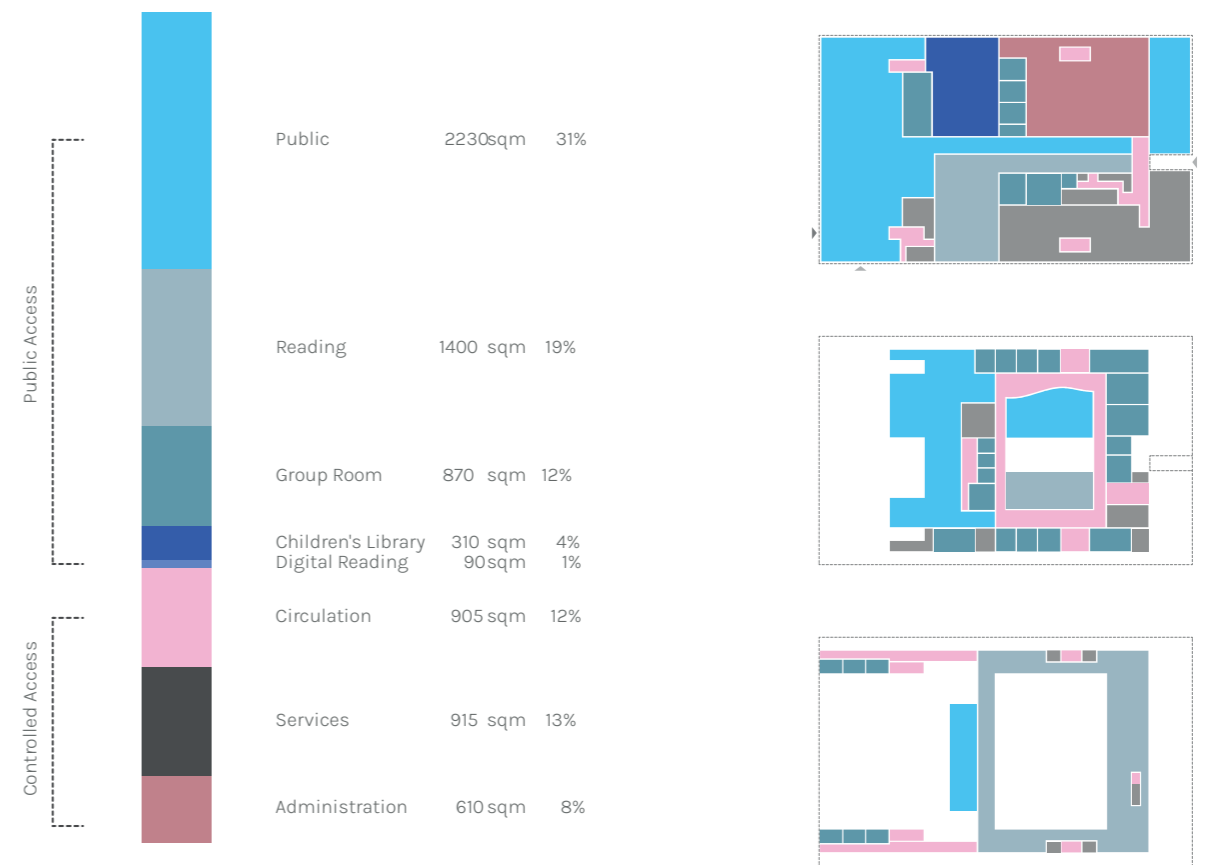 Public Access
Controlled Access
Public 2230sqm 31%
Reading 1400 sqm 19%
Group Room 870 sqm 12%
Children's Library 310 sqm 4%
Digital Reading 90sqm 1%
Circulation 905 sqm 12%
Services 915 sqm 13%
Administration 610 sqm 8%